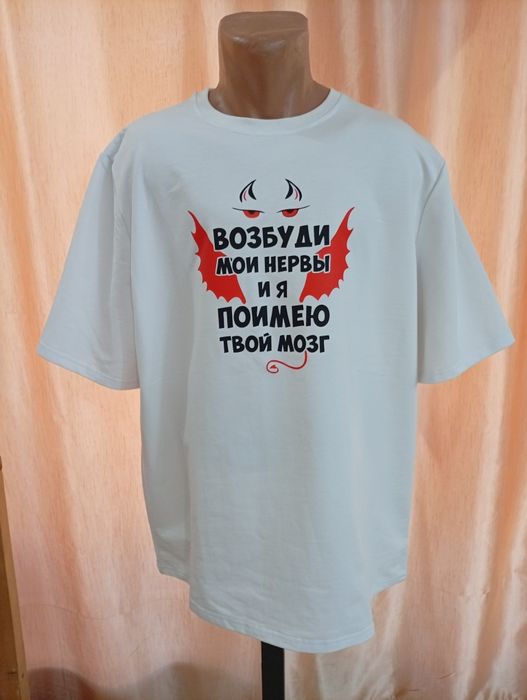 ВОЗБУДИ
МОИ НЕРВЫ
И Я
ПОИМЕЮ
ТВОЙ МОЗГ